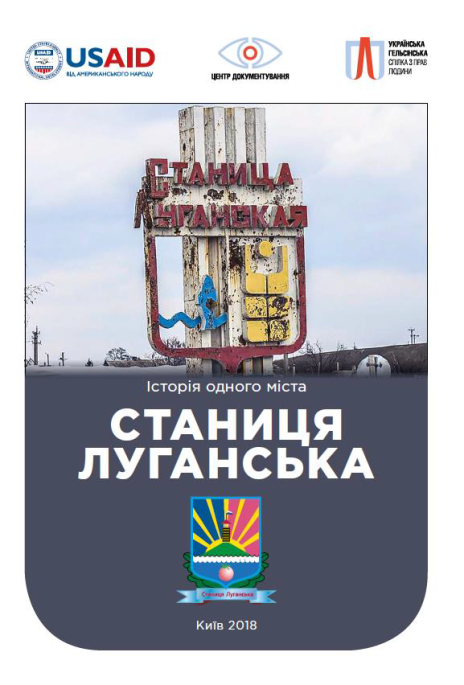 USAID
ВІД АМЕРИКАНСЬКОГО НАРОДУ
ЦЕНТР ДОКУМЕНТУВАННЯ
УКРАЇНСЬКА
ГЕЛЬСІНСЬКА
СПІЛКА З ПРАВ
ЛЮДИНИ
СТАНИЦА
ЛУГАНСКАЯ
Історія одного міста
СТАНИЦЯ
ЛУГАНСЬКА
Станиця Луганська
Київ 2018